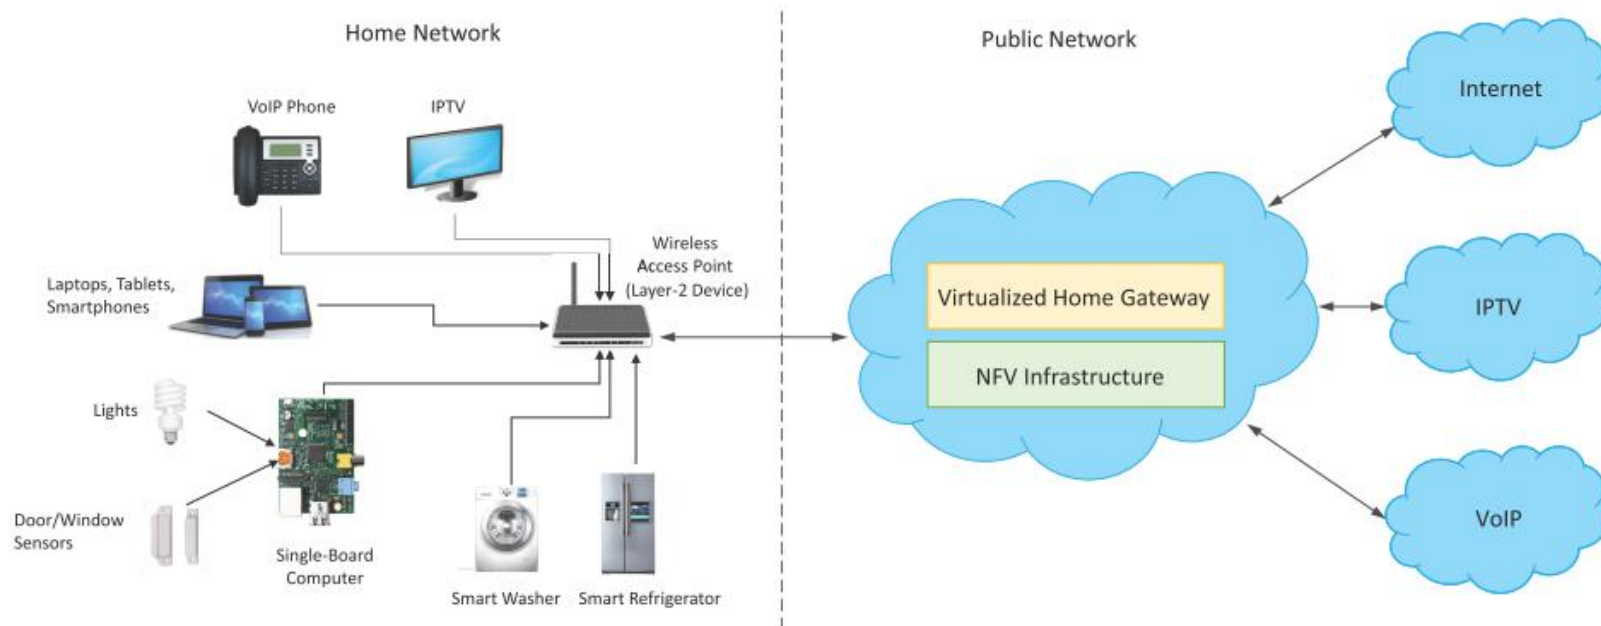 Home Network
Public Network
VoIP Phone
IPTV
Wireless
Access Point
(Layer-2 Device)
Laptops, Tablets,
Smartphones
Lights
Door/Window
Sensors
Single-Board
Computer
Smart Washer
Smart Refrigerator
Virtualized Home Gateway
NFV Infrastructure
Internet
IPTV
VoIP